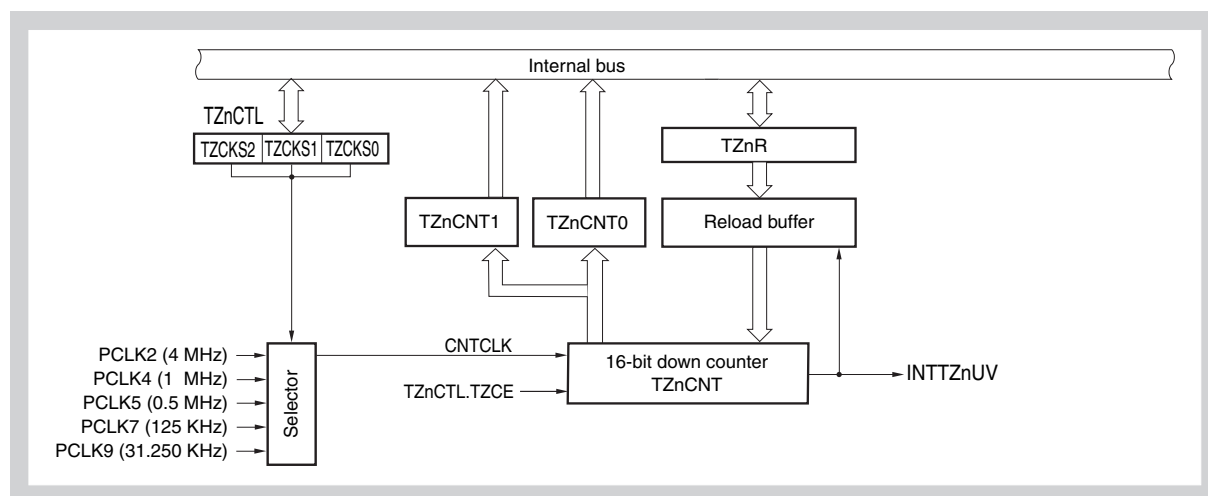 Internal bus
TZnCTL
TZCKS2 TZCKS1 TZCKS0
TZnR
TZnCNT1
TZnCNT0
Reload buffer
PCLK2 (4 MHz)
PCLK4 (1 MHz)
PCLK5 (0.5 MHz)
PCLK7 (125 KHz)
PCLK9 (31.250 KHz)
Selector
CNTCLK
TZnCTL.TZCE
16-bit down counter
TZnCNT
INTTZnUV